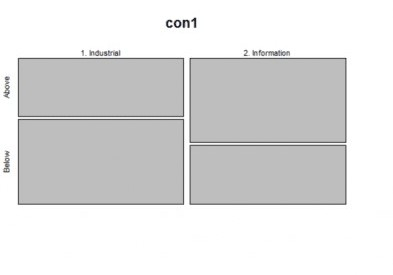 con1
1. Industrial
2. Information
Above
Below